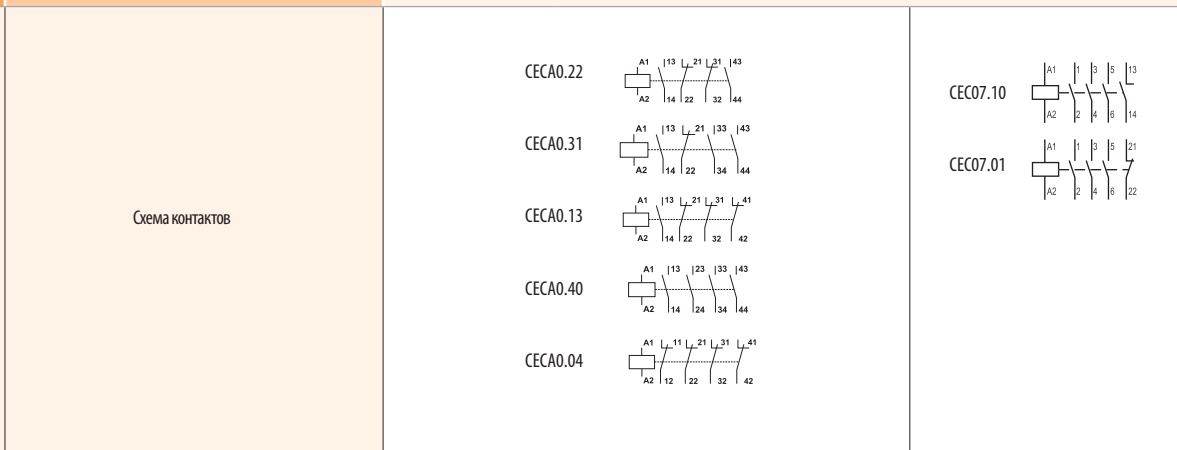 Схема контактов
CECA0.22
A1 13 21 31 43
A2 14 22 32 44
CECA0.31
A1 13 21 33 43
A2 14 22 34 44
CECA0.13
A1 13 21 31 41
A2 14 22 32 42
CECA0.40
A1 13 23 33 43
A2 14 24 34 44
CECA0.04
A1 11 21 31 41
A2 12 22 32 42
CEC07.10
A1 1 3 5 13
A2 2 4 6 14
CEC07.01
A1 1 3 5 21
A2 2 4 6 22